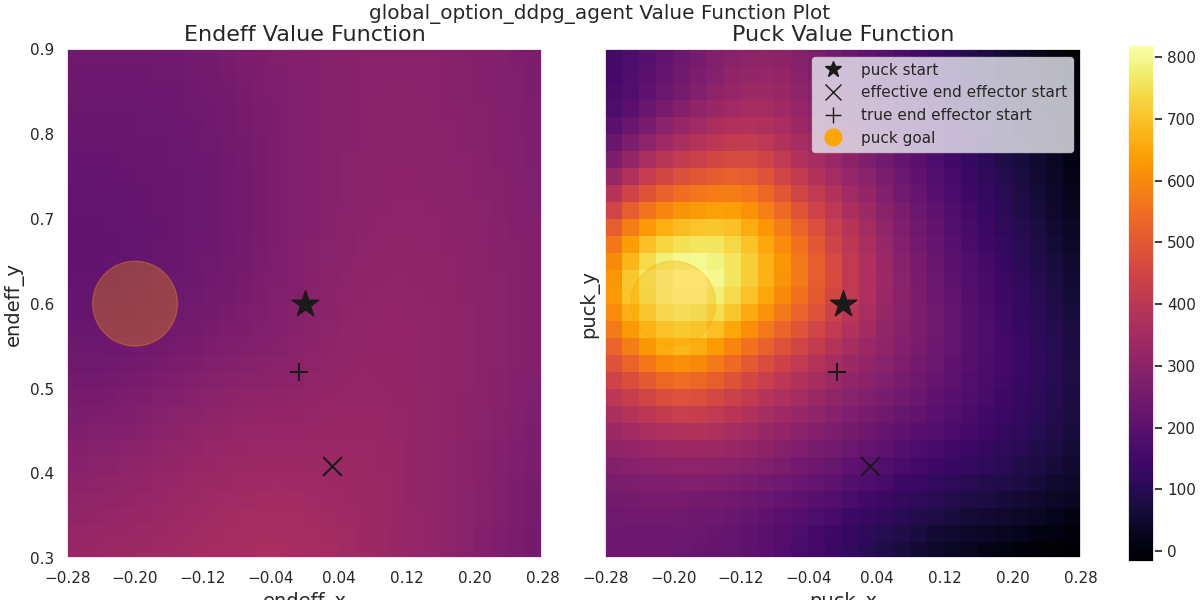 global_option_ddpg_agent Value Function Plot
Endeff Value Function
Puck Value Function
0.9
0.8
0.7
0.6
0.5
0.4
0.3
endeff_y
−0.28
−0.20
−0.12
−0.04
0.04
0.12
0.20
0.28
endeff_x
puck_y
puck start
effective end effector start
true end effector start
puck goal
−0.28
−0.20
−0.12
−0.04
0.04
0.12
0.20
0.28
puck_x
800
700
600
500
400
300
200
100
0